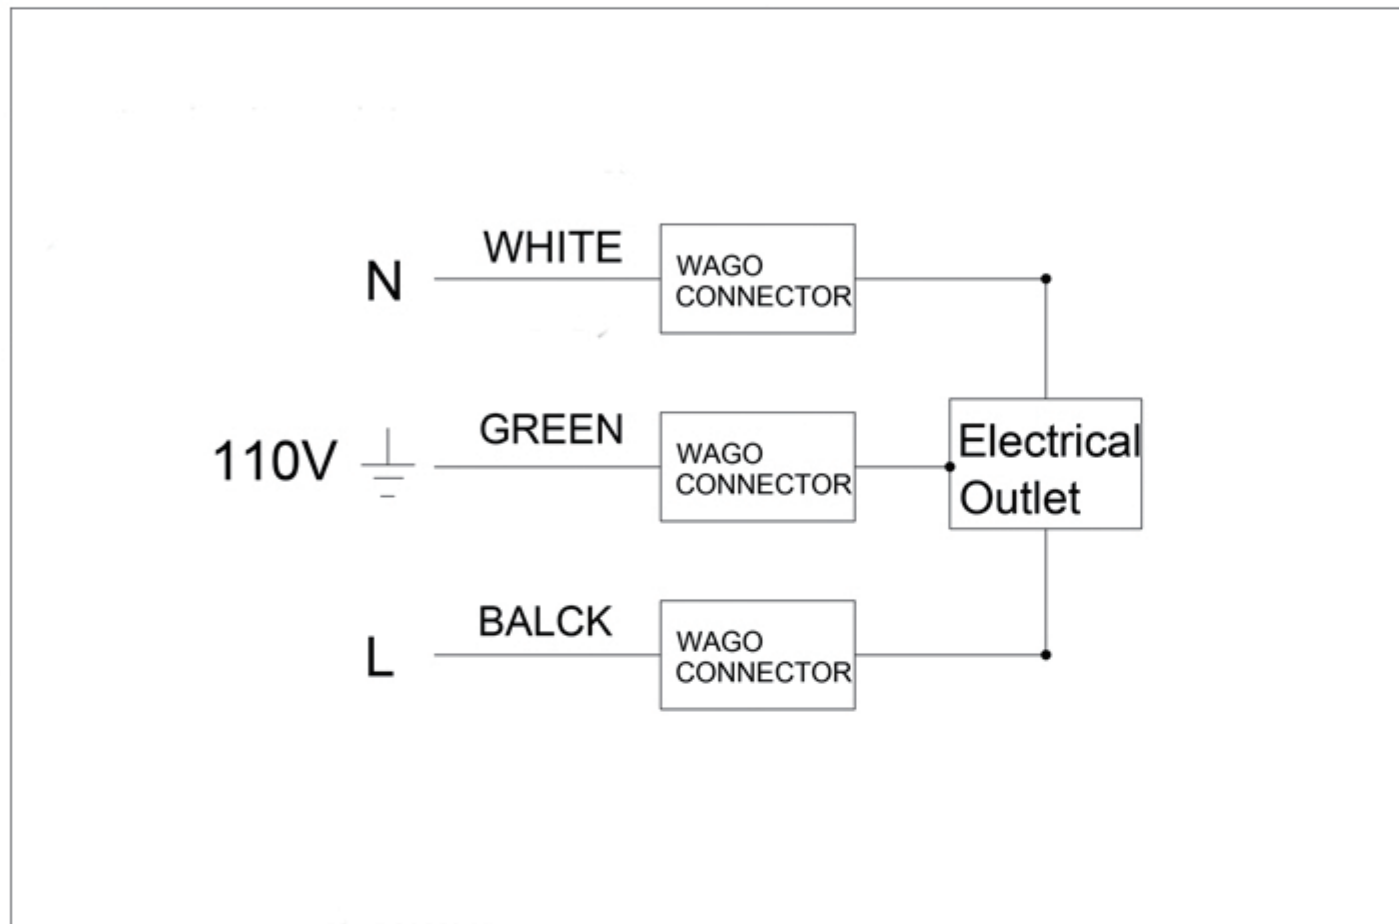 N
WHITE
WAGO
CONNECTOR
110V
GREEN
WAGO
CONNECTOR
Electrical
Outlet
L
BALCK
WAGO
CONNECTOR